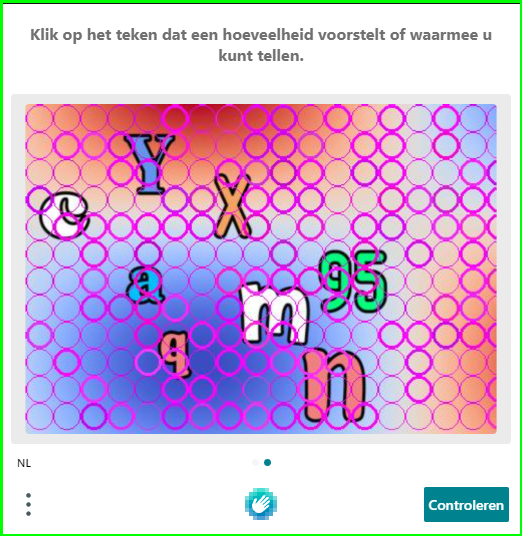 Klik op het teken dat een hoeveelheid voorstelt of waarmee u
kunt tellen.
Y
e X
a 95
m
q
n
NL
Controleren